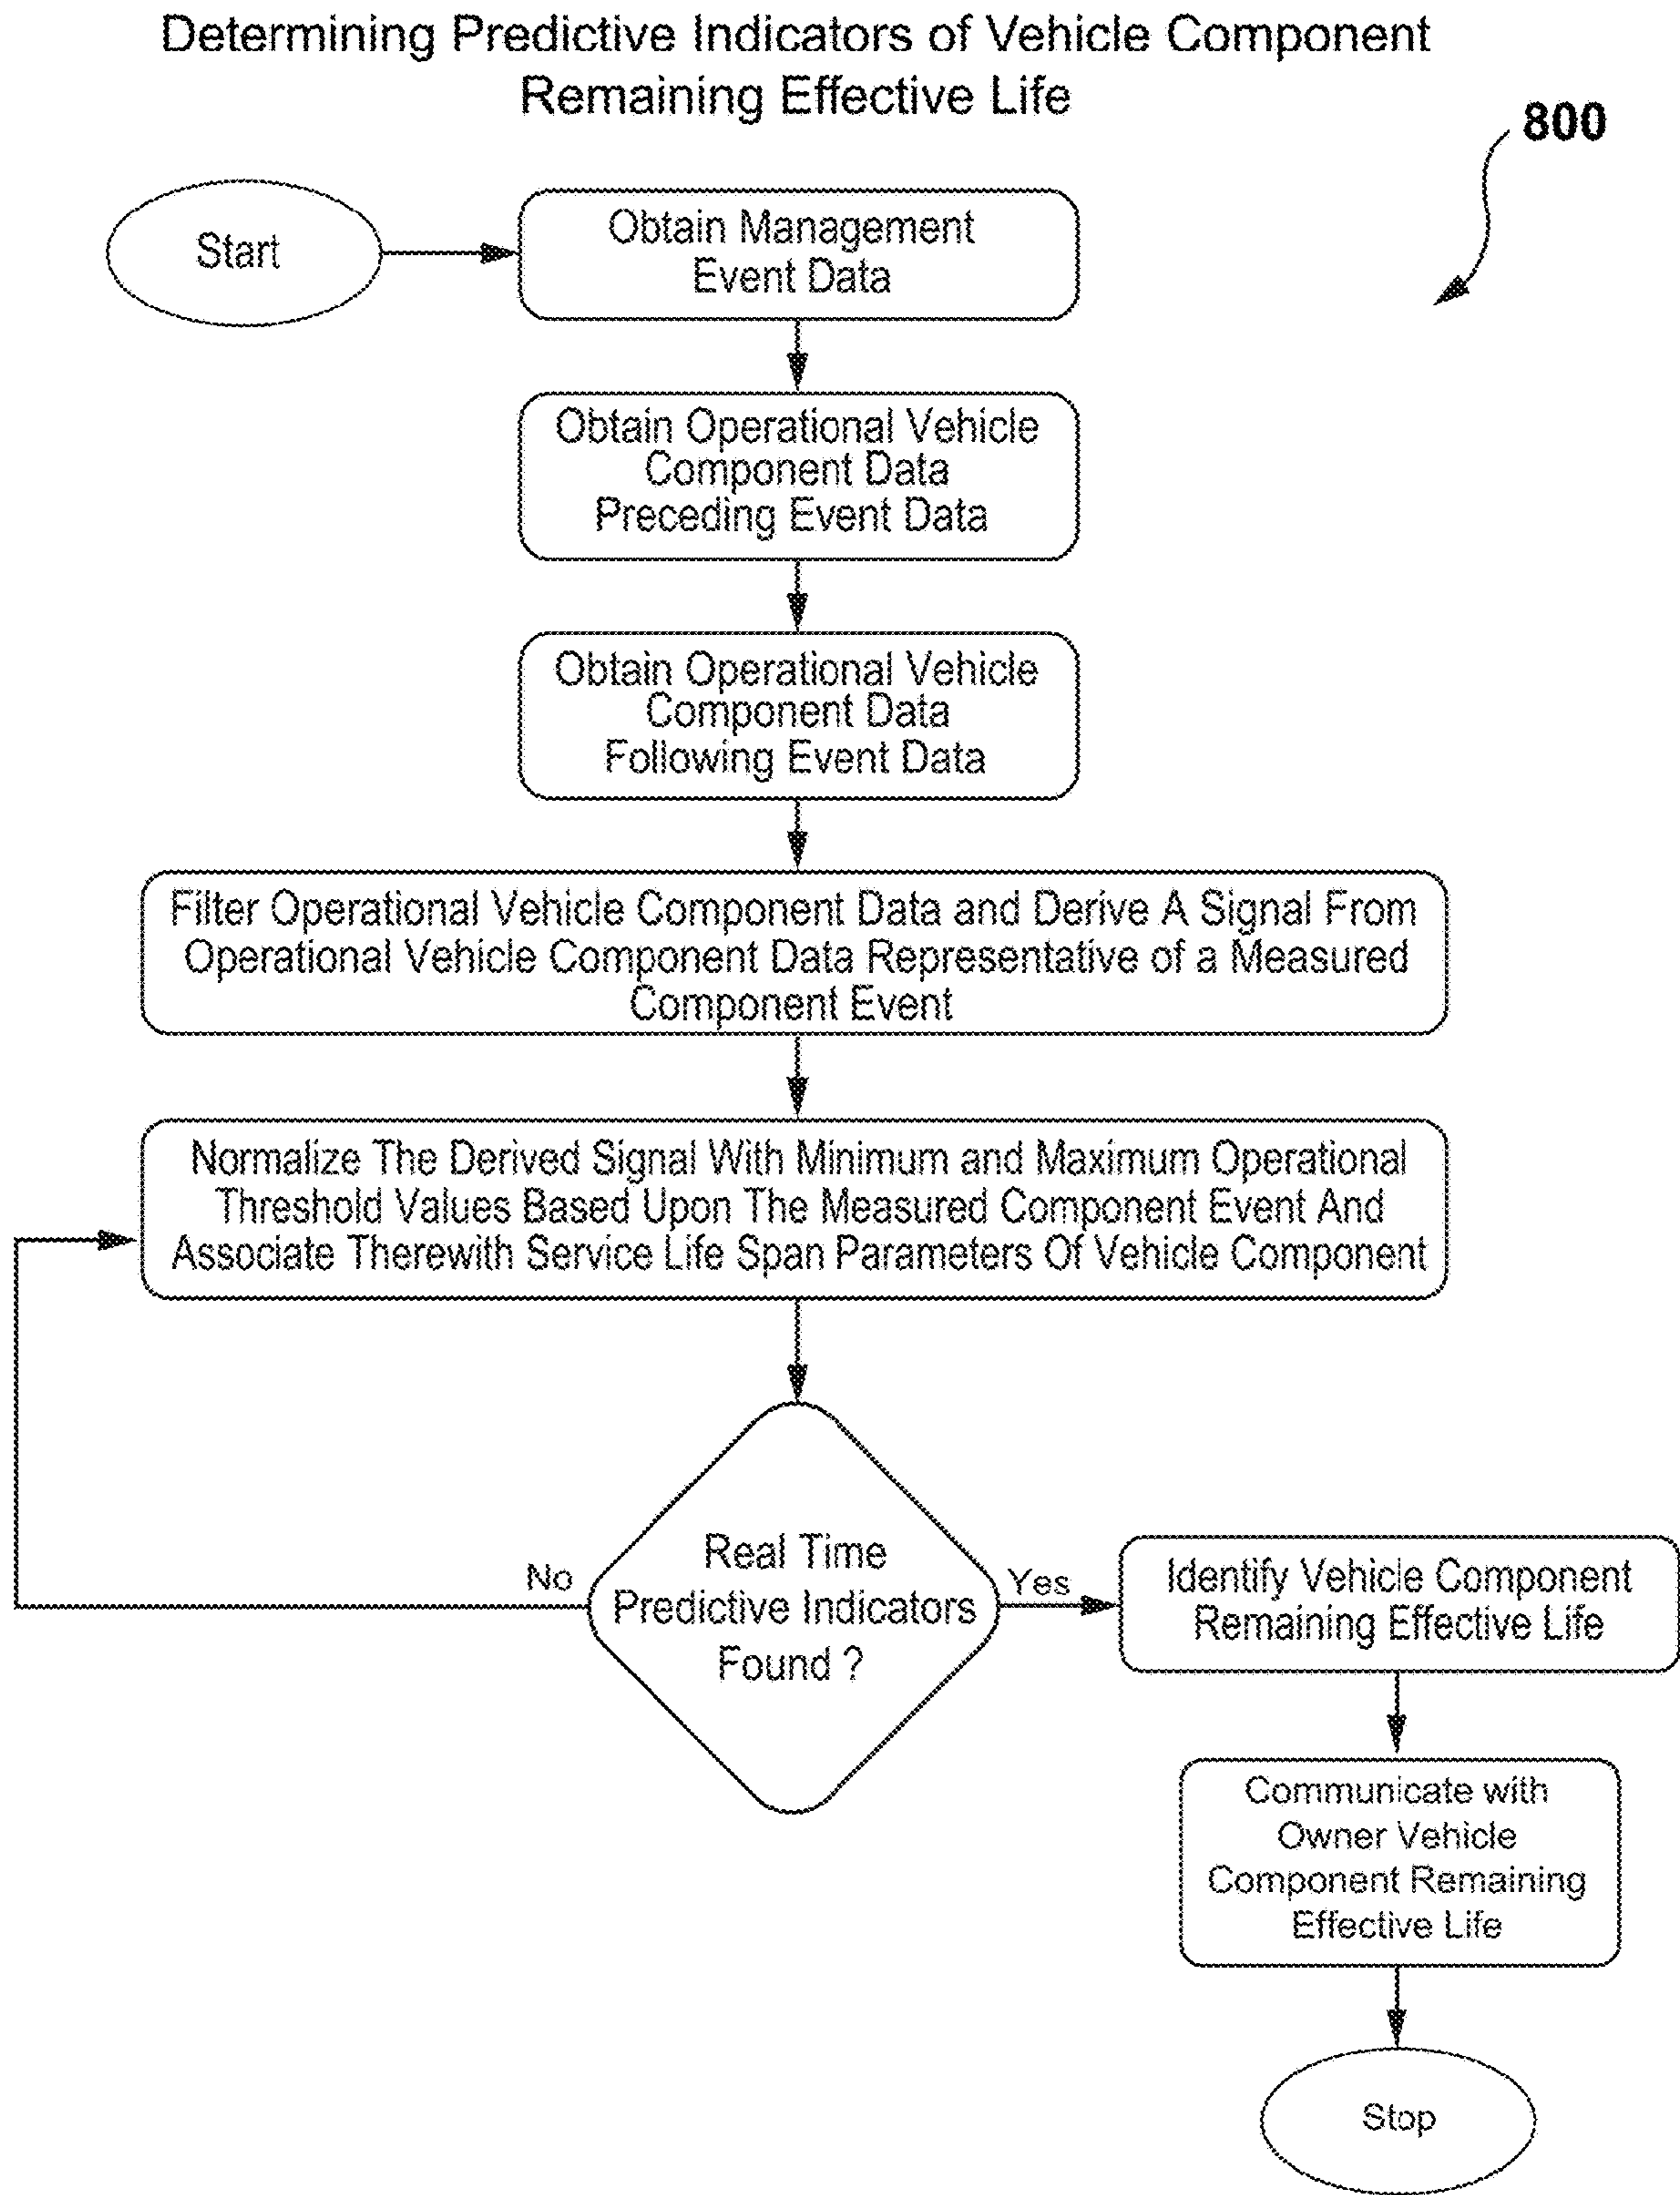 Determining Predictive Indicators of Vehicle Component
Remaining Effective Life
800
Start
Obtain Management
Event Data
Obtain Operational Vehicle
Component Data
Preceding Event Data
Obtain Operational Vehicle
Component Data
Following Event Data
Filter Operational Vehicle Component Data and Derive A Signal From
Operational Vehicle Component Data Representative of a Measured
Component Event
Normalize The Derived Signal With Minimum and Maximum Operational
Threshold Values Based Upon The Measured Component Event And
Associate Therewith Service Life Span Parameters Of Vehicle Component
Real Time
Predictive Indicators
Found ?
No
Yes
Identify Vehicle Component
Remaining Effective Life
Communicate with
Owner Vehicle
Component Remaining
Effective Life
Stop